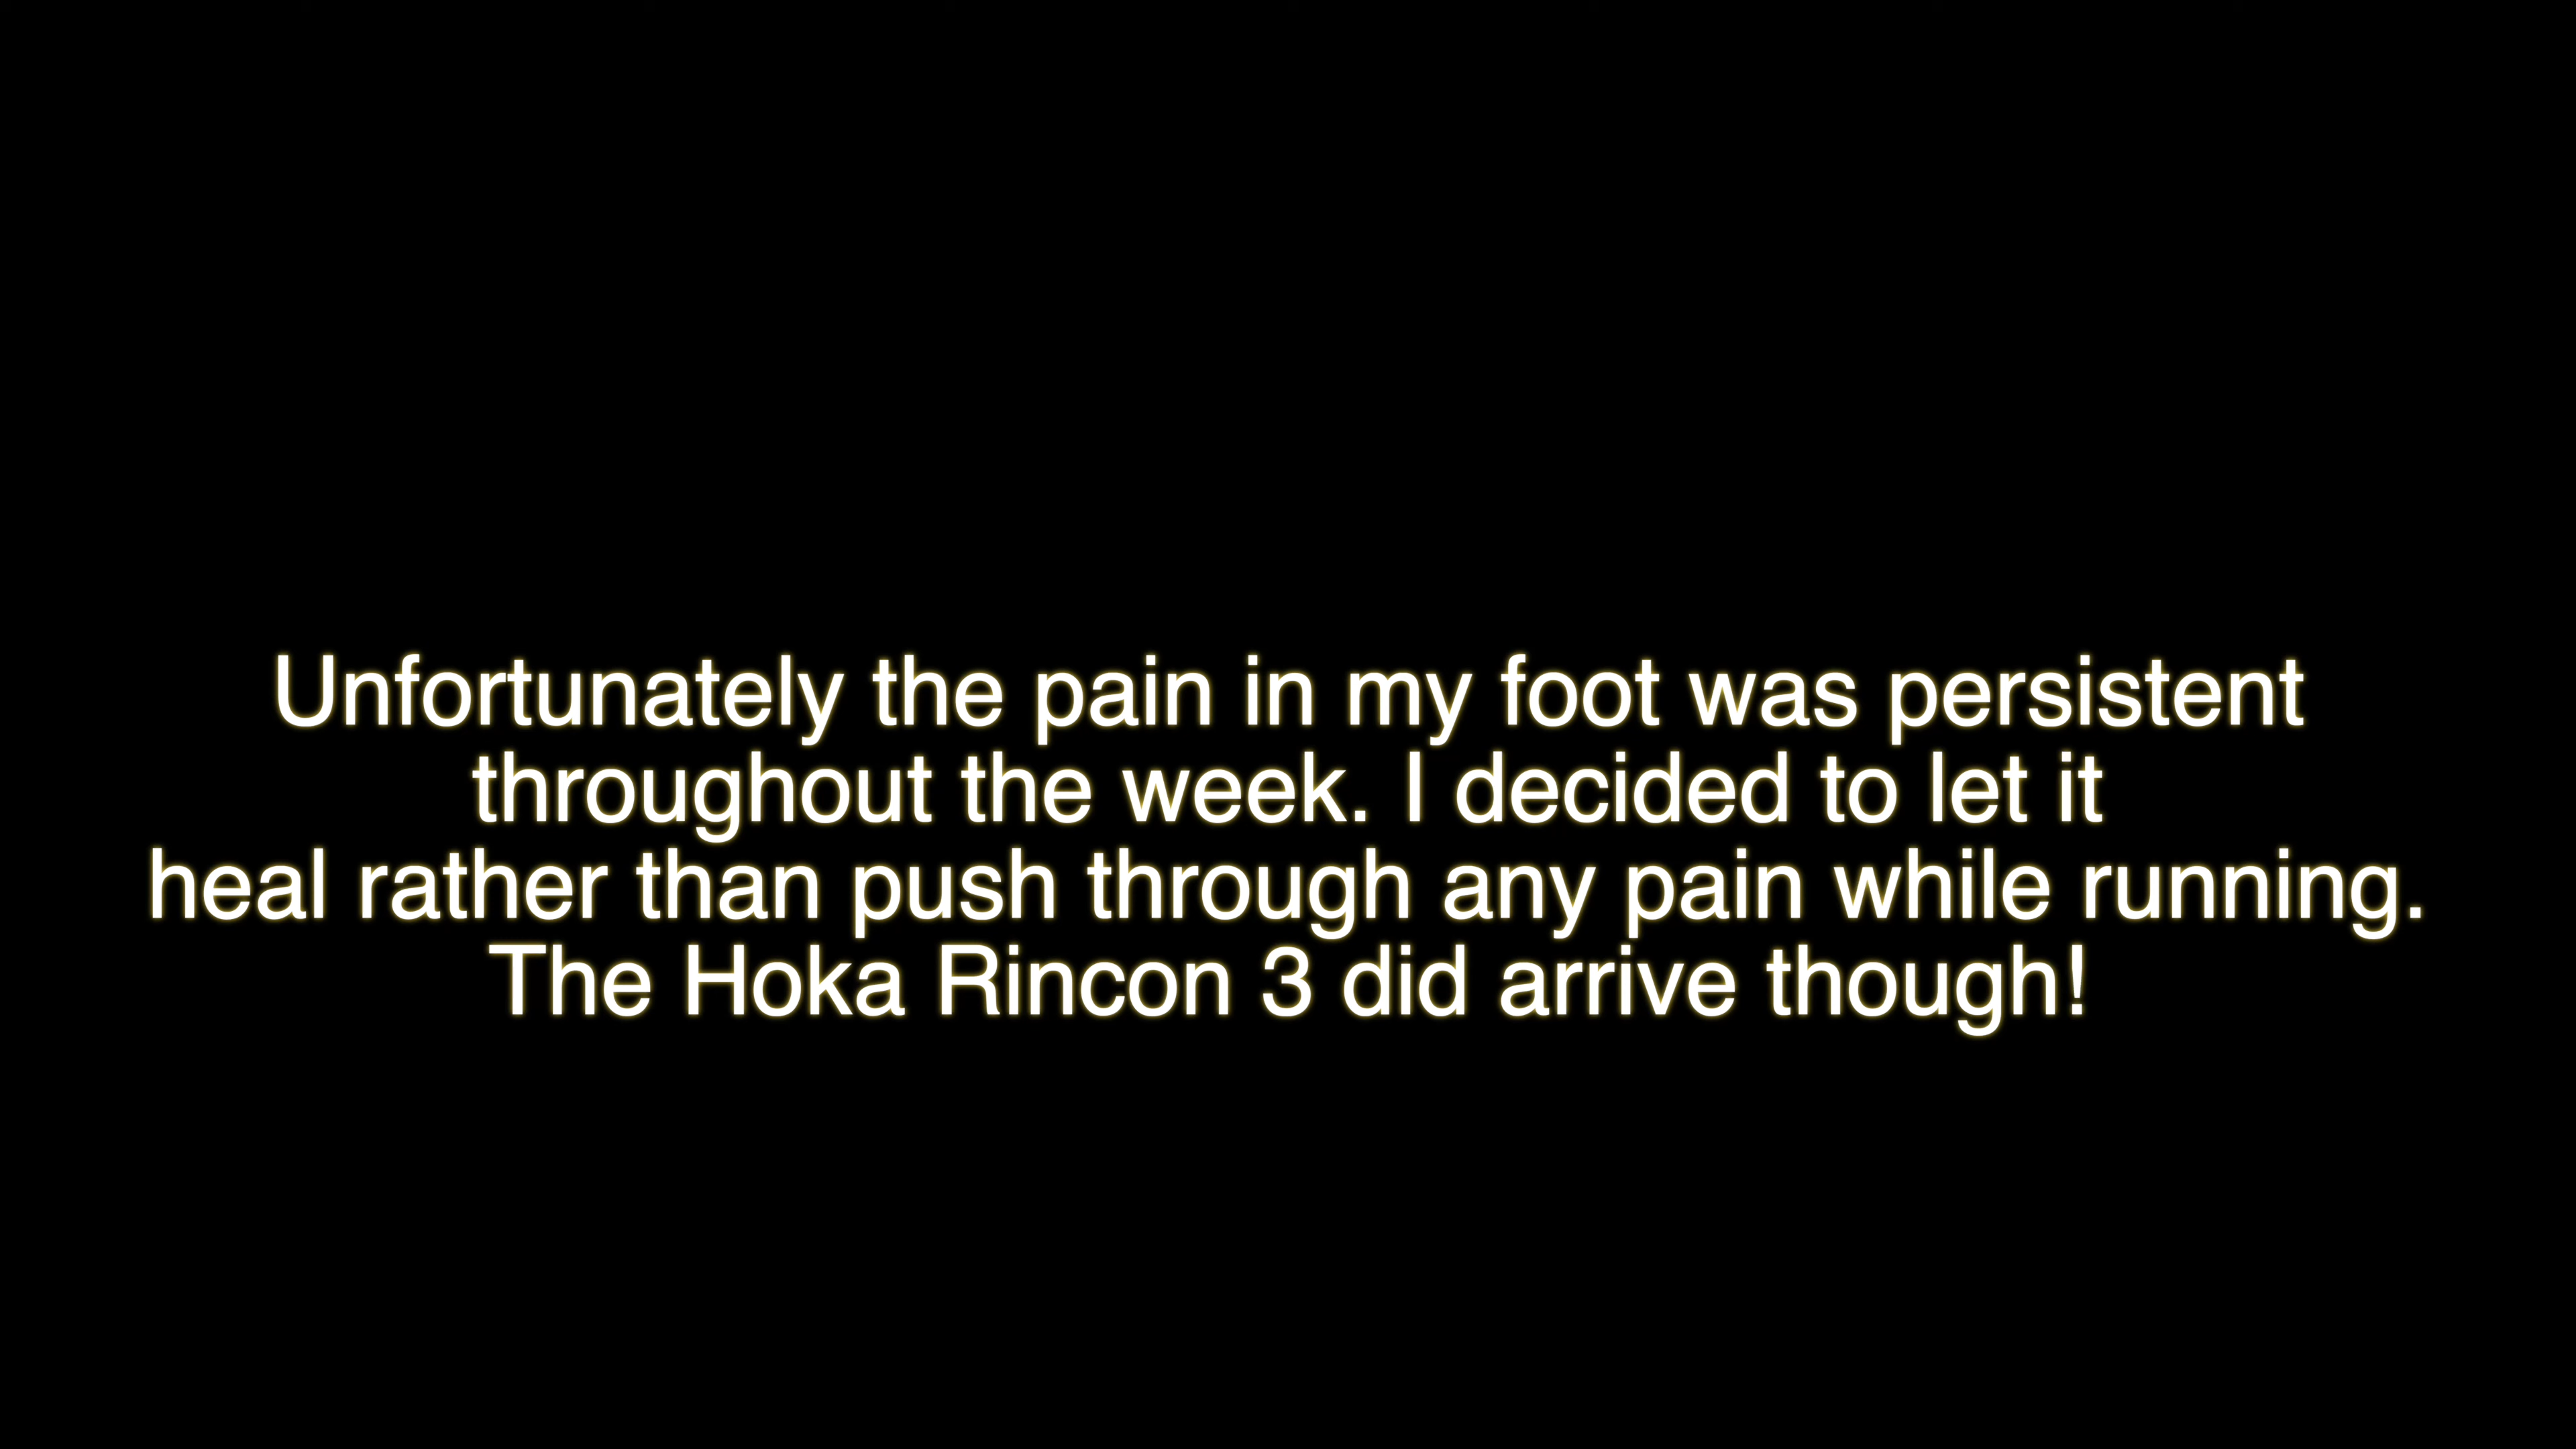 Unfortunately the pain in my foot was persistent
throughout the week. I decided to let it
heal rather than push through any pain while running.
The Hoka Rincon 3 did arrive though!